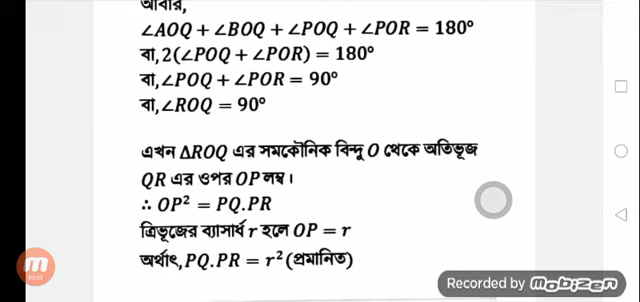 আবার,
∠AOQ + ∠BOQ + ∠POQ + ∠POR = 180°
বা, 2(∠POQ + ∠POR) = 180°
বা, ∠POQ + ∠POR = 90°
বা, ∠ROQ = 90°
এখন ΔROQ এর সমকৌনিক বিন্দু O থেকে অতিভূজ
QR এর ওপর OP লম্ব।
∴ OP² = PQ.PR
ত্রিভূজের ব্যাসার্ধ r হলে OP = r
অর্থাৎ, PQ.PR = r² (প্রমানিত)
Recorded by mobizen